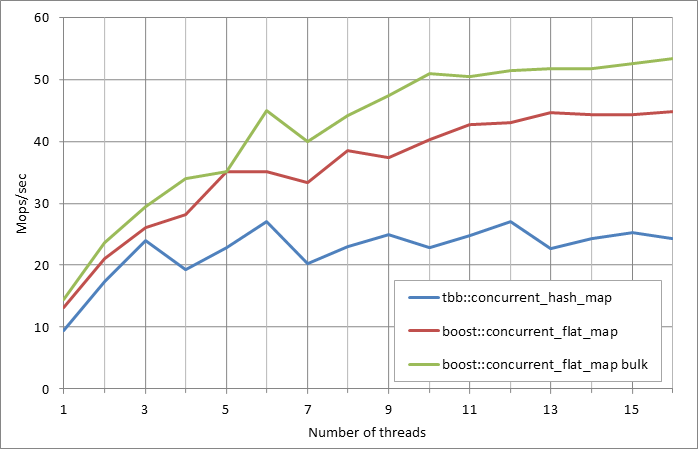 60
50
40
30
20
10
0
Mops/sec
tbb::concurrent_hash_map
boost::concurrent_flat_map
boost::concurrent_flat_map bulk
1 3 5 7 9 11 13 15
Number of threads